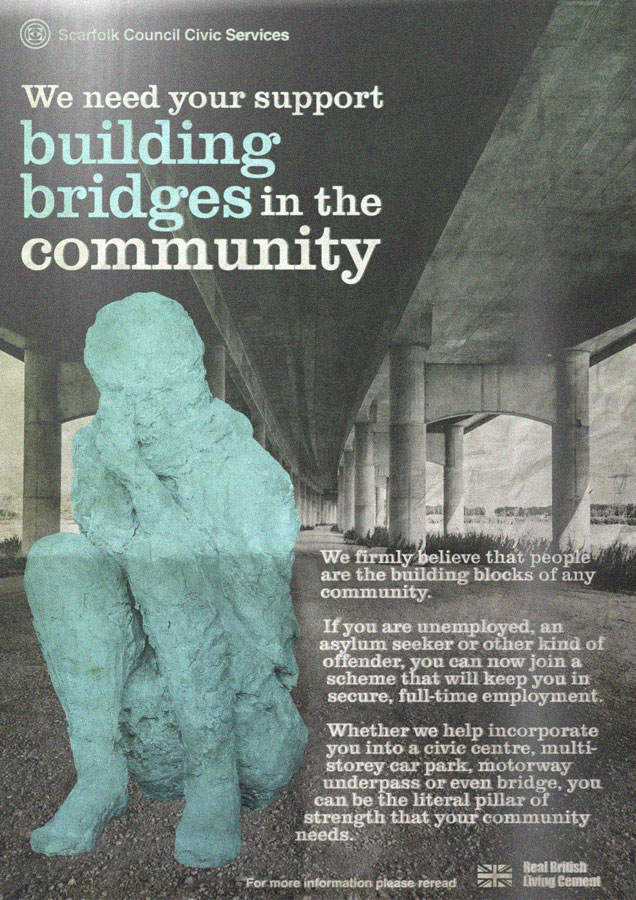 Scarfolk Council Civic Services
We need your support
building
bridges in the
community
We firmly believe that people
are the building blocks of any
community.
If you are unemployed, an
asylum seeker or other kind of
offender, you can now join a
scheme that will keep you in
secure, full-time employment.
Whether we help incorporate
you into a civic centre, multi-
storey car park, motorway
underpass or even bridge, you
can be the literal pillar of
strength that your community
needs.
For more information please reread
Real British
Living Cement